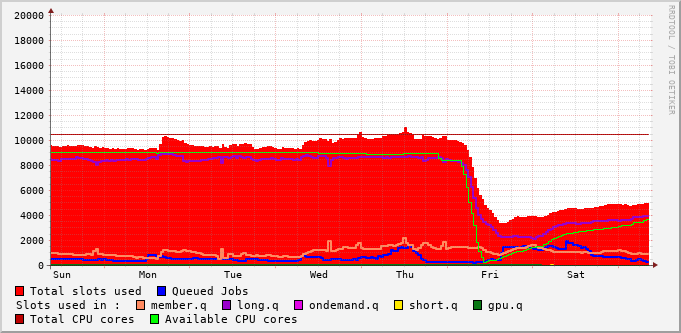 20000
18000
16000
14000
12000
10000
8000
6000
4000
2000
0
Sun Mon Tue Wed Thu Fri Sat
Total slots used Queued Jobs
Slots used in : member.q long.q ondemand.q short.q gpu.q
Total CPU cores Available CPU cores
RRDTOOL / TOBI OETIKER